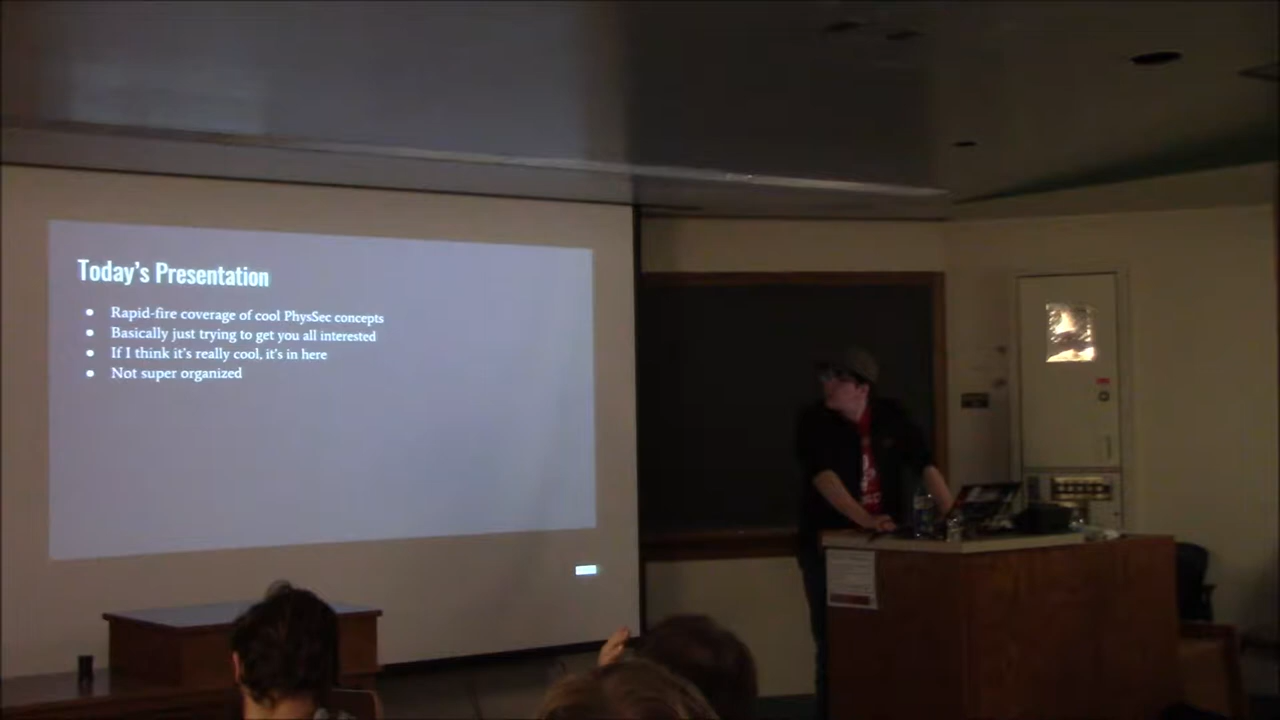 Today's Presentation
● Rapid-fire coverage of cool PhysSec concepts
● Basically just trying to get you all interested
● If I think it's really cool, it's in here
● Not super organized